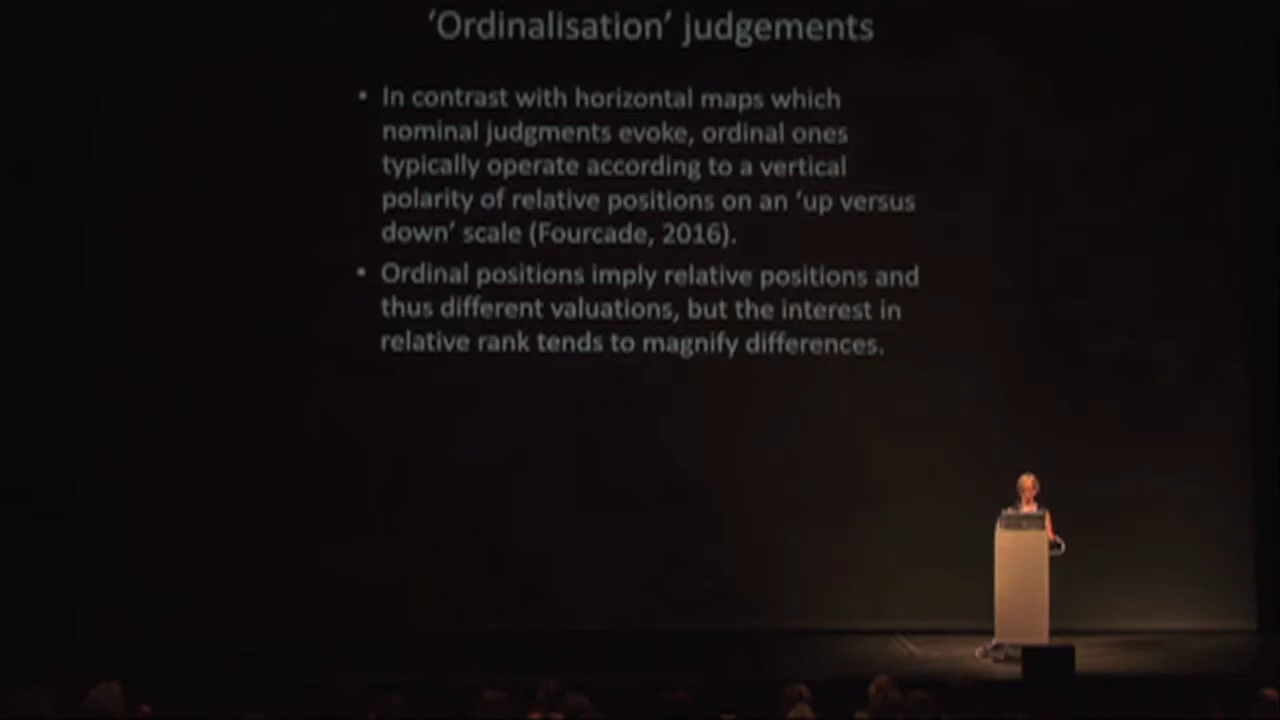 ‘Ordinalisation’ judgements
• In contrast with horizontal maps which
nominal judgments evoke, ordinal ones
typically operate according to a vertical
polarity of relative positions on an ‘up versus
down’ scale (Fourcade, 2016).
• Ordinal positions imply relative positions and
thus different valuations, but the interest in
relative rank tends to magnify differences.